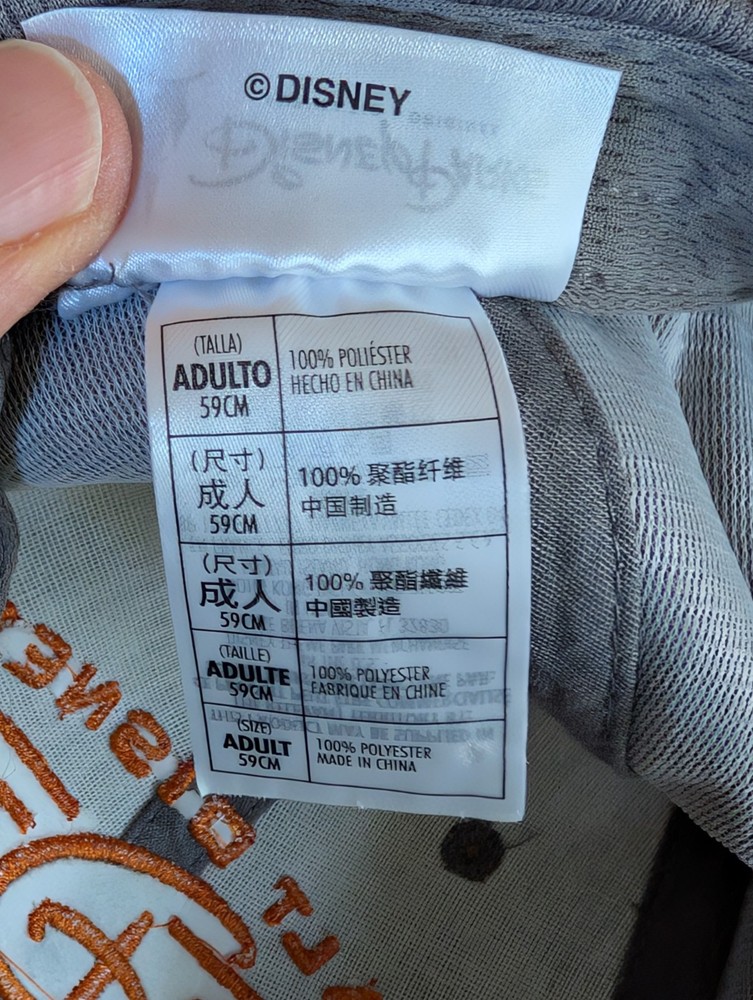 ©DISNEY
(TALLA)
ADULTO
59CM
100% POLIÉSTER
HECHO EN CHINA
(尺寸)
成人
59CM
100% 聚酯纤维
中国制造
(尺寸)
成人
59CM
100% 聚酯纖維
中國製造
(TAILLE)
ADULTE
59CM
100% POLYESTER
FABRIQUE EN CHINE
(SIZE)
ADULT
59CM
100% POLYESTER
MADE IN CHINA